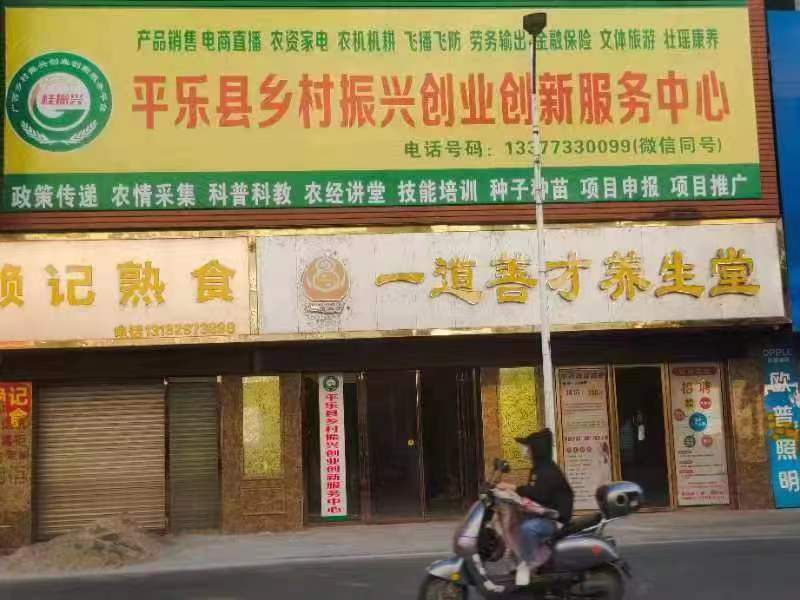 产品销售 电商直播 农资家电 农机机耕 飞播飞防 劳务输出 金融保险 文体旅游 壮瑶康养
平乐县乡村振兴创业创新服务中心
电话号码：13377330099(微信同号)
政策传递 农情采集 科普科教 农经讲堂 技能培训 种子种苗 项目申报 项目推广
记熟食
一道善才养生堂
平乐县乡村振兴创业创新服务中心
招聘
OPPLE
欧普照明